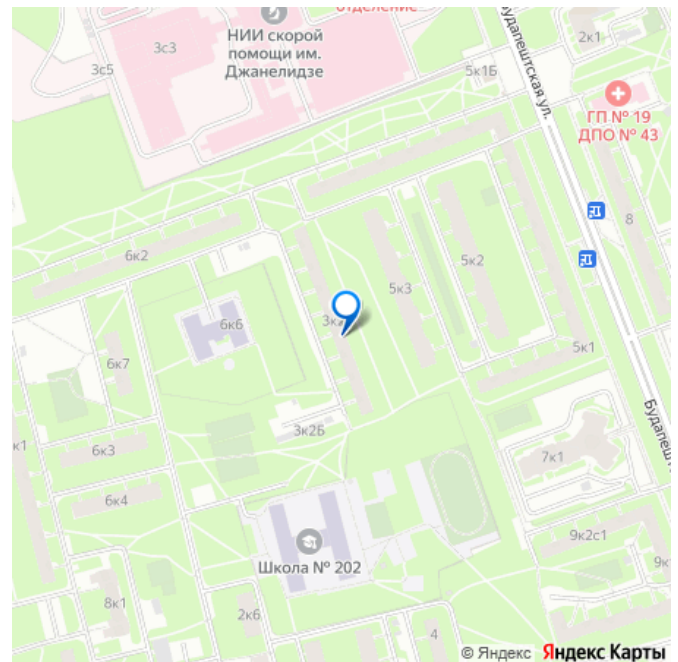 отделение
2к1
3с3
НИИ скорой
помощи им.
Джанелидзе
3с5
5к1Б
Будапештская ул.
ГП № 19
ДПО № 43
8
6к2
5к2
5к3
3к2
6к6
5к1
6к7
3к2Б
к1
6к3
7к1
6к4
9к2с1
Школа № 202
8к1
2к6
4
© Яндекс Яндекс Карты